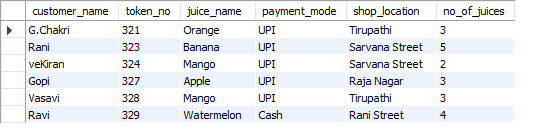 customer_name token_no juice_name payment_mode shop_location no_of_juices
G.Chakri 321 Orange UPI Tirupathi 3
Rani 323 Banana UPI Sarvana Street 5
veKiran 324 Mango UPI Sarvana Street 2
Gopi 327 Apple UPI Raja Nagar 3
Vasavi 328 Mango UPI Tirupathi 3
Ravi 329 Watermelon Cash Rani Street 4